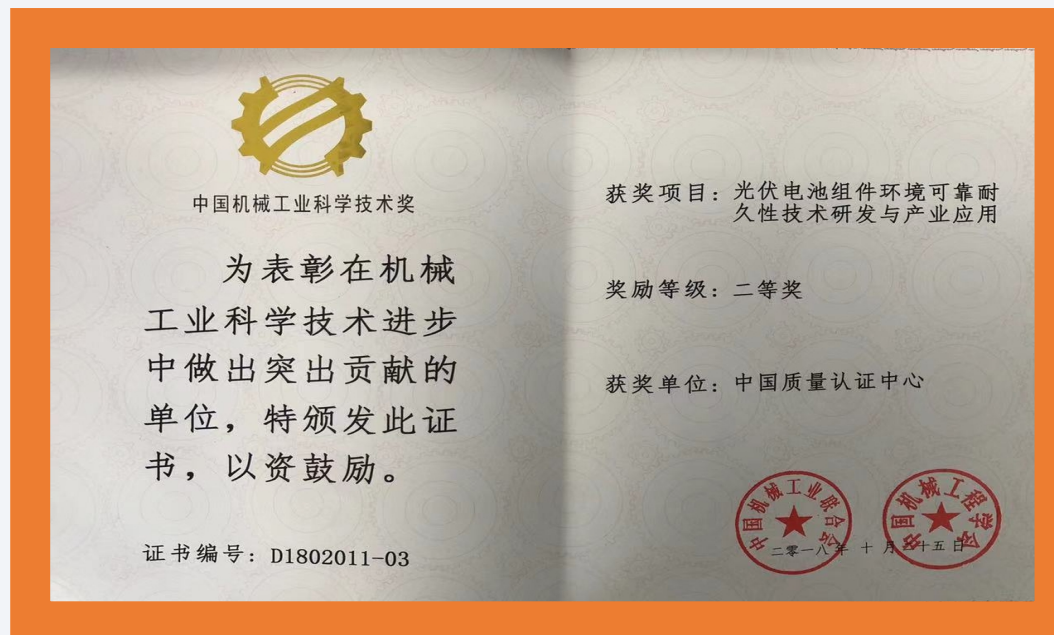 中国机械工业科学技术奖
为表彰在机械
工业科学技术进步
中做出突出贡献的
单位，特颁发此证
书，以资鼓励。
证书编号：D1802011-03
获奖项目：光伏电池组件环境可靠耐
久性技术研发与产业应用
奖励等级：二等奖
获奖单位：中国质量认证中心
中国机械工业联合会
中国机械工程学会
二零一八年十月二十五日